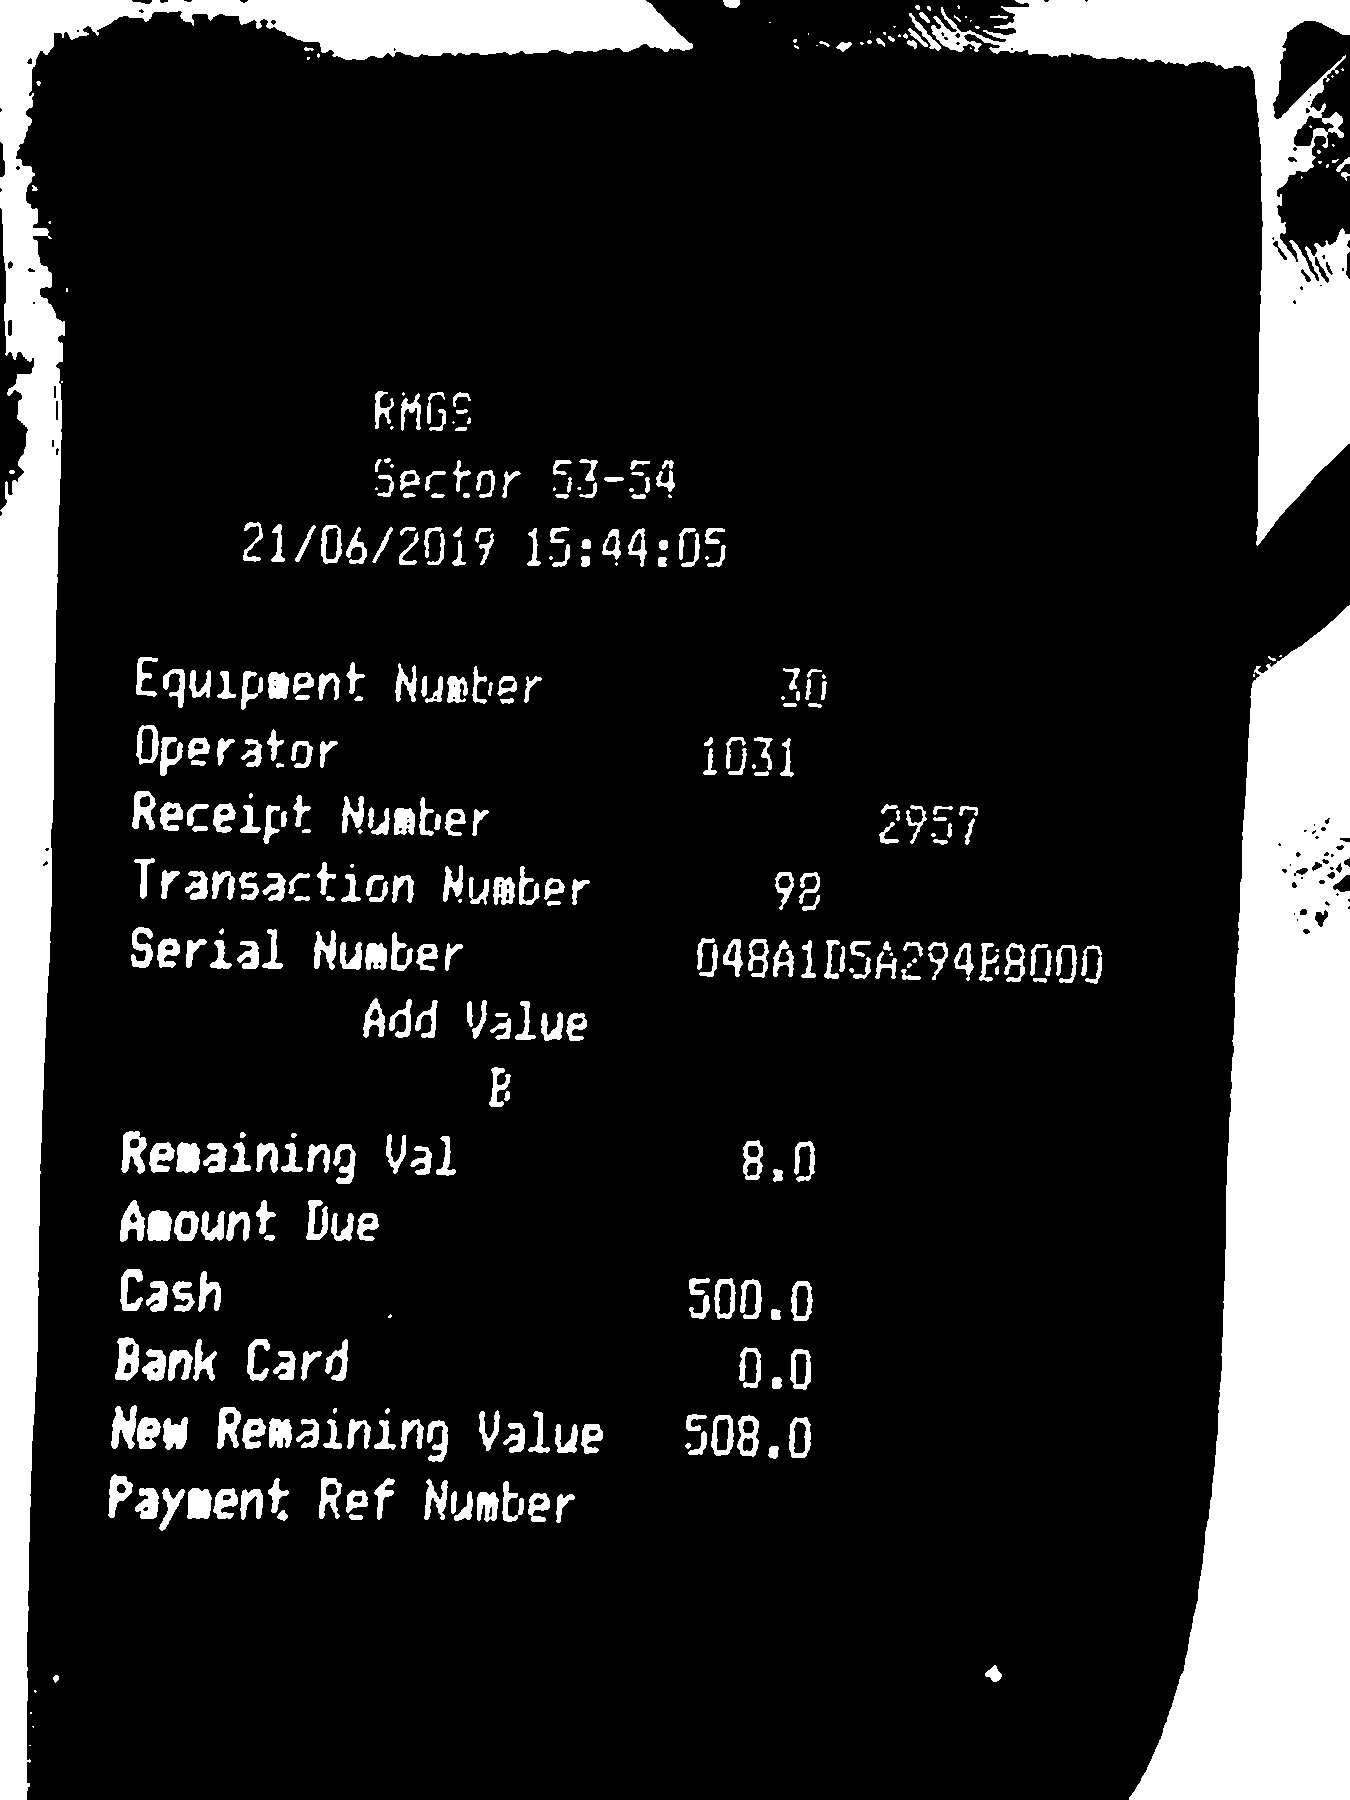 RMGS
Sector 53-54
21/06/2019 15:44:05
Equipment Number 30
Operator 1031
Receipt Number 2957
Transaction Number 98
Serial Number 048A1D5A294B8000
Add Value
B
Remaining Val 8.0
Amount Due
Cash 500.0
Bank Card 0.0
New Remaining Value 508.0
Payment Ref Number